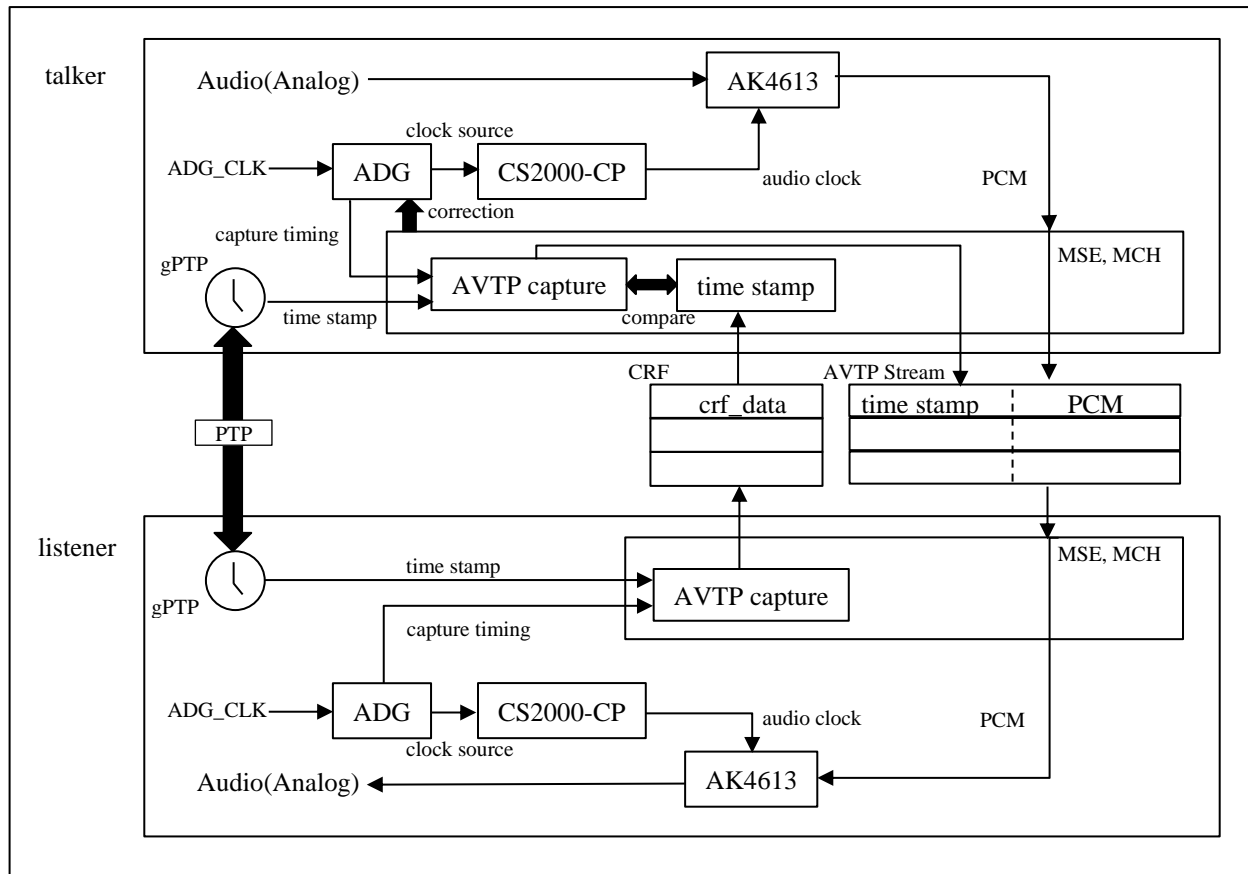 talker
Audio(Analog)
AK4613
clock source
ADG_CLK
ADG
CS2000-CP
audio clock
PCM
correction
capture timing
gPTP
MSE, MCH
AVTP capture
time stamp
time stamp
compare
CRF
AVTP Stream
crf_data
time stamp
PCM
PTP
listener
MSE, MCH
time stamp
AVTP capture
gPTP
capture timing
ADG_CLK
ADG
CS2000-CP
audio clock
PCM
clock source
Audio(Analog)
AK4613